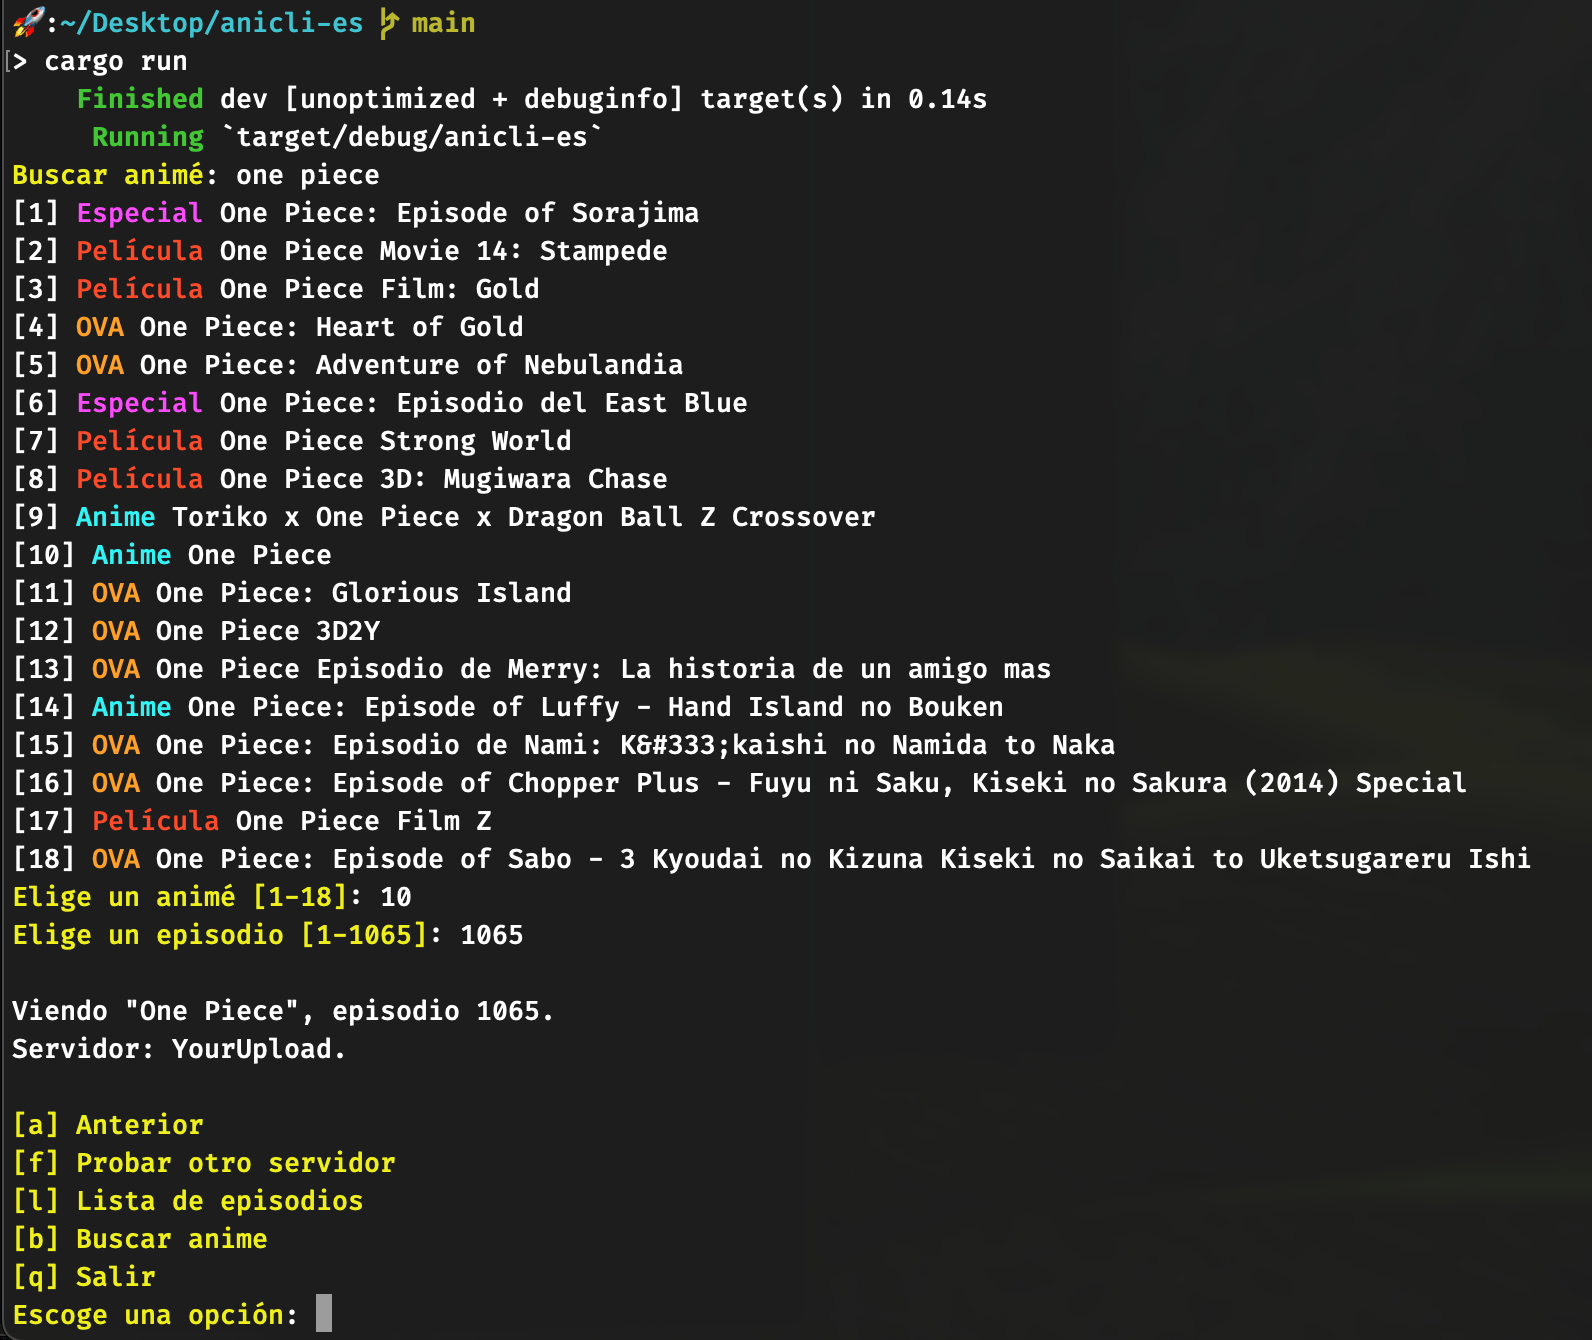 🚀:~/Desktop/anicli-es main
> cargo run
Finished dev [unoptimized + debuginfo] target(s) in 0.14s
Running `target/debug/anicli-es`
Buscar animé: one piece
[1] Especial One Piece: Episode of Sorajima
[2] Película One Piece Movie 14: Stampede
[3] Película One Piece Film: Gold
[4] OVA One Piece: Heart of Gold
[5] OVA One Piece: Adventure of Nebulandia
[6] Especial One Piece: Episodio del East Blue
[7] Película One Piece Strong World
[8] Película One Piece 3D: Mugiwara Chase
[9] Anime Toriko x One Piece x Dragon Ball Z Crossover
[10] Anime One Piece
[11] OVA One Piece: Glorious Island
[12] OVA One Piece 3D2Y
[13] OVA One Piece Episodio de Merry: La historia de un amigo mas
[14] Anime One Piece: Episode of Luffy - Hand Island no Bouken
[15] OVA One Piece: Episodio de Nami: K&#333;kaishi no Namida to Naka
[16] OVA One Piece: Episode of Chopper Plus - Fuyu ni Saku, Kiseki no Sakura (2014) Special
[17] Película One Piece Film Z
[18] OVA One Piece: Episode of Sabo - 3 Kyoudai no Kizuna Kiseki no Saikai to Uketsugareru Ishi
Elige un animé [1-18]: 10
Elige un episodio [1-1065]: 1065
Viendo "One Piece", episodio 1065.
Servidor: YourUpload.
[a] Anterior
[f] Probar otro servidor
[l] Lista de episodios
[b] Buscar anime
[q] Salir
Escoge una opción: